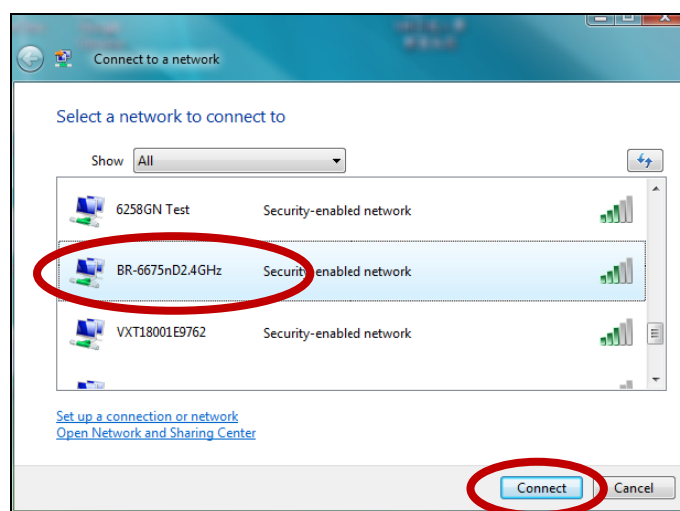 Connect to a network
Select a network to connect to
Show All
6258GN Test Security-enabled network
BR-6675nD2.4GHz Security-enabled network
VXT18001E9762 Security-enabled network
Set up a connection or network
Open Network and Sharing Center
Connect Cancel